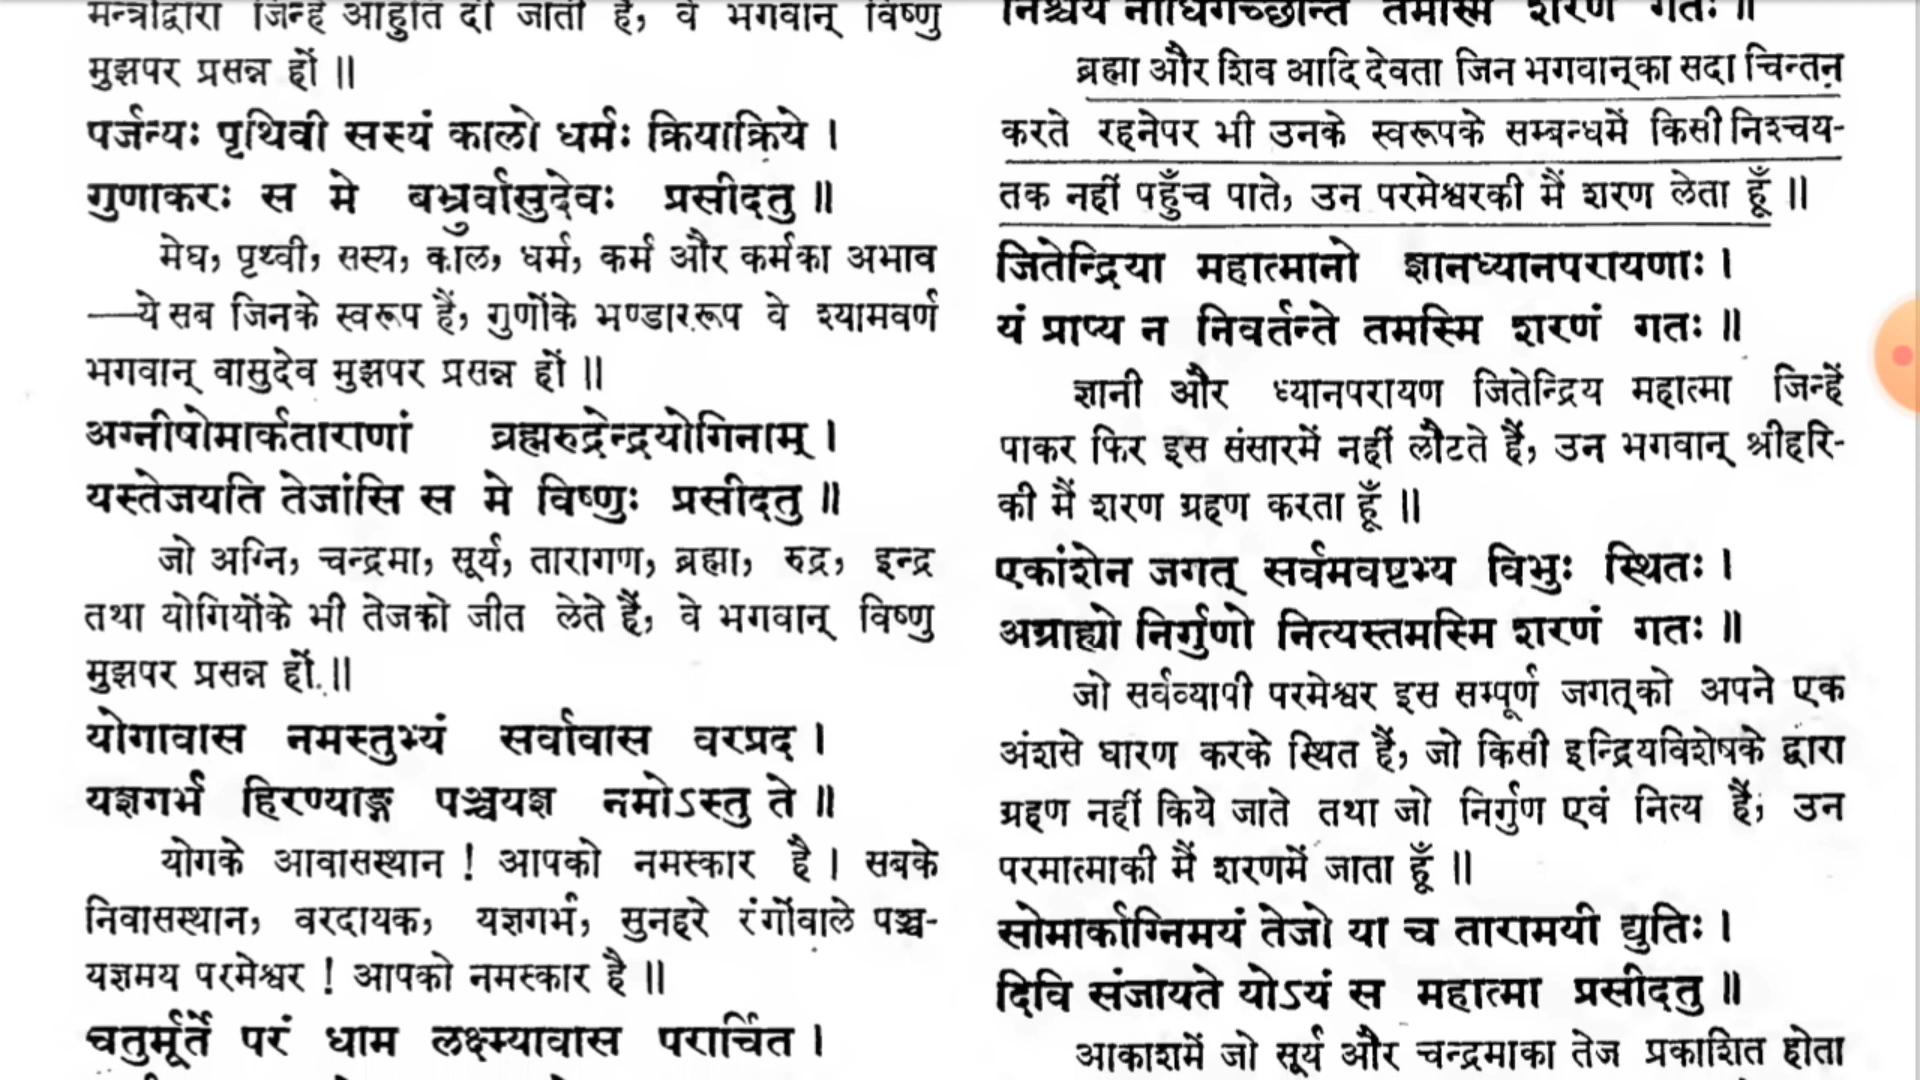 मन्त्रोंद्वारा जिन्हें आहुति दी जाती है, वे भगवान् विष्णु
मुझपर प्रसन्न हों ॥
पर्जन्यः पृथिवी सस्यं कालो धर्मः क्रियाक्रिये ।
गुणाकरः स मे बभ्रुर्वासुदेवः प्रसीदतु ॥
मेघ, पृथ्वी, सस्य, काल, धर्म, कर्म और कर्मका अभाव
—ये सब जिनके स्वरूप हैं, गुणोंके भण्डाररूप वे श्यामवर्ण
भगवान् वासुदेव मुझपर प्रसन्न हों ॥
अग्नीषोमार्कताराणां ब्रह्मरुद्रेन्द्रयोगिनाम् ।
यस्तेजयति तेजांसि स मे विष्णुः प्रसीदतु ॥
जो अग्नि, चन्द्रमा, सूर्य, तारागण, ब्रह्मा, रुद्र, इन्द्र
तथा योगियोंके भी तेजको जीत लेते हैं, वे भगवान् विष्णु
मुझपर प्रसन्न हों ॥
योगावास नमस्तुभ्यं सर्वावास वरप्रद ।
यज्ञगर्भ हिरण्याङ्ग पञ्चयज्ञ नमोऽस्तु ते ॥
योगके आवासस्थान ! आपको नमस्कार है । सबके
निवासस्थान, वरदायक, यज्ञगर्भ, सुनहरे रंगोंवाले पञ्च-
यज्ञमय परमेश्वर ! आपको नमस्कार है ॥
चतुर्मूर्ते परं धाम लक्ष्म्यावास परार्चित ।
निश्चयं नाधिगच्छन्ति तमस्मि शरणं गतः ॥
ब्रह्मा और शिव आदि देवता जिन भगवान्‌का सदा चिन्तन
करते रहनेपर भी उनके स्वरूपके सम्बन्धमें किसी निश्चय-
तक नहीं पहुँच पाते, उन परमेश्वरकी मैं शरण लेता हूँ ॥
जितेन्द्रिया महात्मानो ज्ञानध्यानपरायणाः ।
यं प्राप्य न निवर्तन्ते तमस्मि शरणं गतः ॥
ज्ञानी और ध्यानपरायण जितेन्द्रिय महात्मा जिन्हें
पाकर फिर इस संसारमें नहीं लौटते हैं, उन भगवान् श्रीहरि-
की मैं शरण ग्रहण करता हूँ ॥
एकांशेन जगत् सर्वमवष्टभ्य विभुः स्थितः ।
अग्राह्यो निर्गुणो नित्यस्तमस्मि शरणं गतः ॥
जो सर्वव्यापी परमेश्वर इस सम्पूर्ण जगत्‌को अपने एक
अंशसे धारण करके स्थित हैं, जो किसी इन्द्रियविशेषके द्वारा
ग्रहण नहीं किये जाते तथा जो निर्गुण एवं नित्य हैं, उन
परमात्माकी मैं शरणमें जाता हूँ ॥
सोमार्काग्निमयं तेजो या च तारामयी द्युतिः ।
दिवि संजायते योऽयं स महात्मा प्रसीदतु ॥
आकाशमें जो सूर्य और चन्द्रमाका तेज प्रकाशित होता